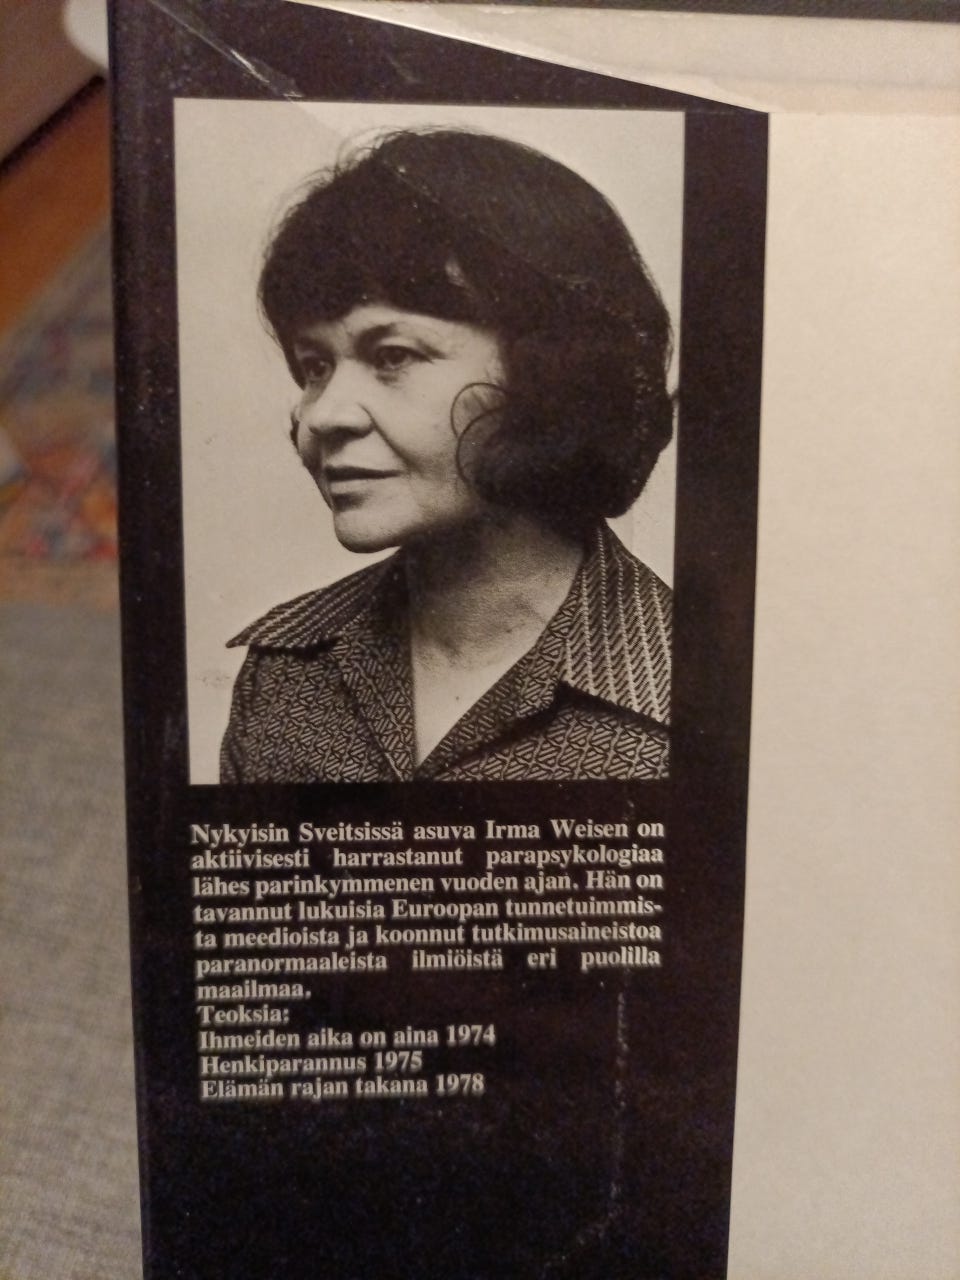 Nykyisin Sveitsissä asuva Irma Weisen on
aktiivisesti harrastanut parapsykologiaa
lähes parinkymmenen vuoden ajan. Hän on
tavannut lukuisia Euroopan tunnetuimmis-
ta meedioista ja koonnut tutkimusaineistoa
paranormaaleista ilmiöistä eri puolilla
maailmaa.
Teoksia:
Ihmeiden aika on aina 1974
Henkiparannus 1975
Elämän rajan takana 1978